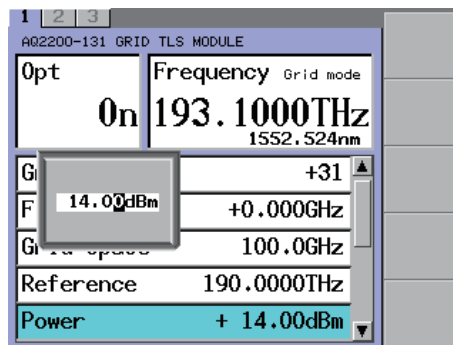 1 2 3
AQ2200-131 GRID TLS MODULE
Opt
On
Frequency Grid mode
193.1000THz
1552.524nm
+31
14.00dBm
+0.000GHz
100.0GHz
Reference 190.0000THz
Power + 14.00dBm